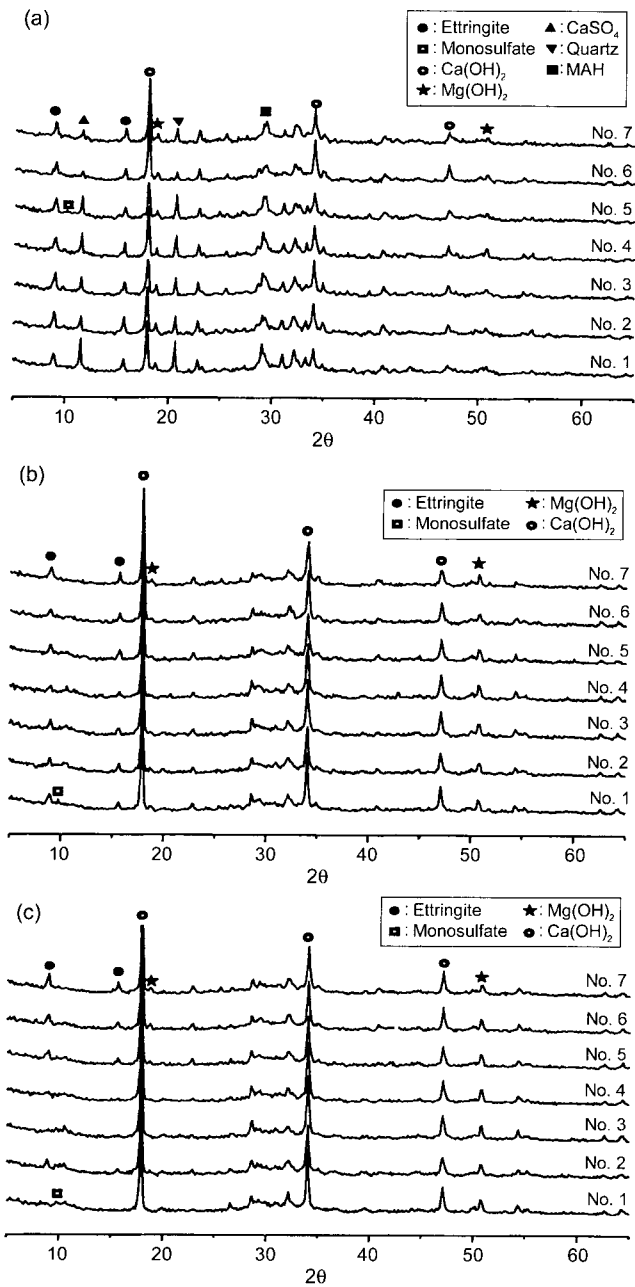 (a)
●: Ettringite ▲: CaSO₄
◘: Monosulfate ▼: Quartz
○: Ca(OH)₂ ■: MAH
★: Mg(OH)₂
No. 7
No. 6
No. 5
No. 4
No. 3
No. 2
No. 1
10 20 30 40 50 60
2θ
(b)
●: Ettringite ★: Mg(OH)₂
◘: Monosulfate ○: Ca(OH)₂
No. 7
No. 6
No. 5
No. 4
No. 3
No. 2
No. 1
10 20 30 40 50 60
2θ
(c)
●: Ettringite ★: Mg(OH)₂
◘: Monosulfate ○: Ca(OH)₂
No. 7
No. 6
No. 5
No. 4
No. 3
No. 2
No. 1
10 20 30 40 50 60
2θ